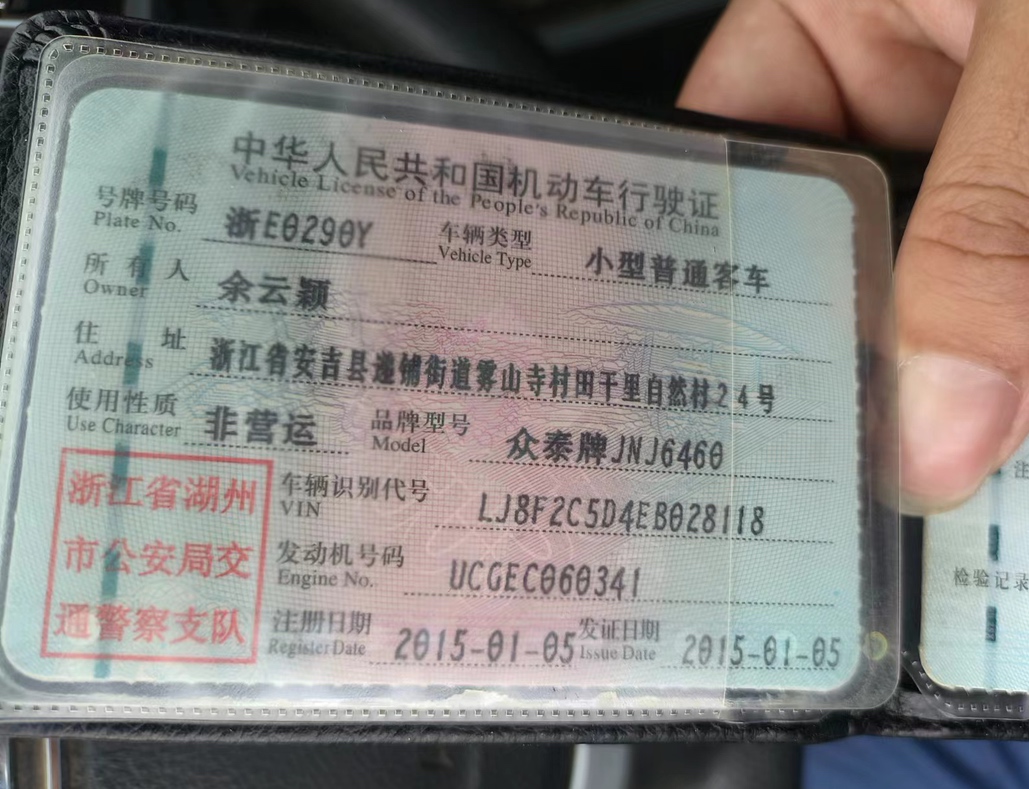 中华人民共和国机动车行驶证
Vehicle License of the People's Republic of China
号牌号码 浙E0290Y 车辆类型 小型普通客车
Plate No. Vehicle Type
所有人 余云颖
Owner
住址 浙江省安吉县递铺街道雾山寺村田干里自然村24号
Address
使用性质 非营运 品牌型号 众泰牌JNJ6460
Use Character Model
浙江省湖州
市公安局交
通警察支队
车辆识别代号 LJ8F2C5D4EB028118
VIN
发动机号码 UCGEC060341
Engine No.
注册日期 2015-01-05 发证日期 2015-01-05
Register Date Issue Date
检验记录